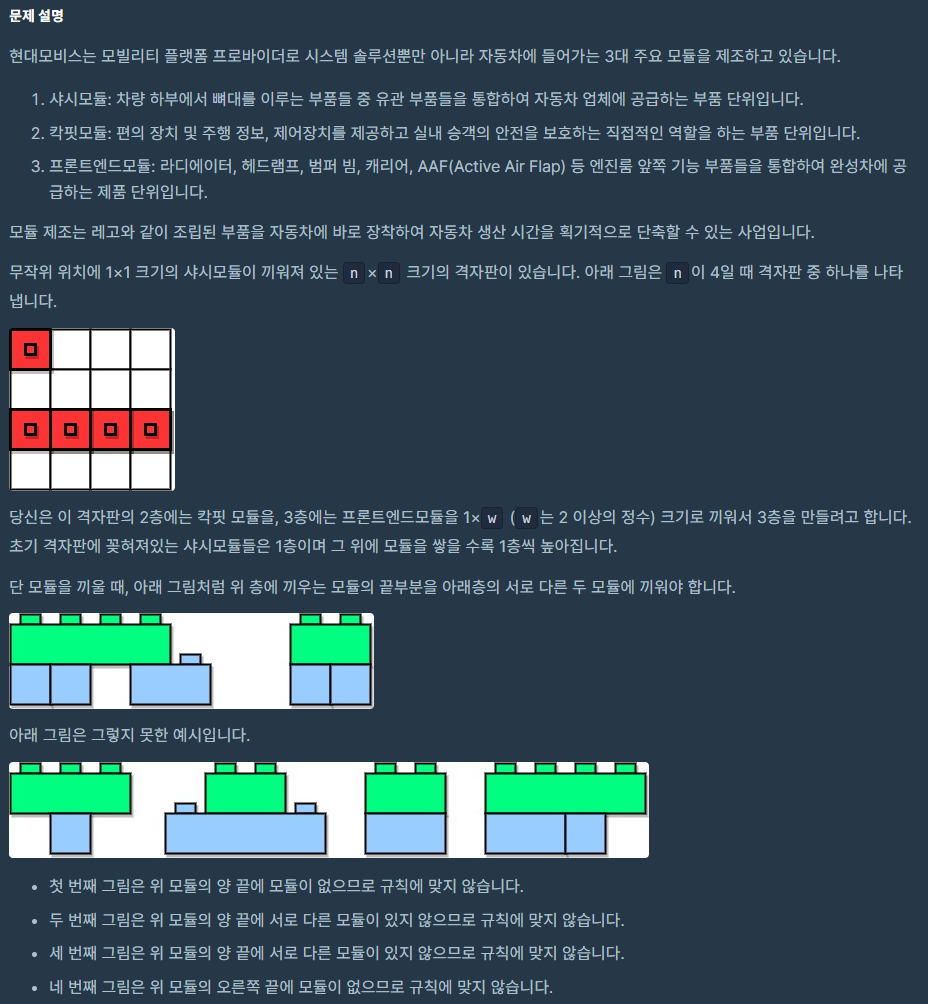 문제 설명
현대모비스는 모빌리티 플랫폼 프로바이더로 시스템 솔루션뿐만 아니라 자동차에 들어가는 3대 주요 모듈을 제조하고 있습니다.
1. 샤시모듈: 차량 하부에서 뼈대를 이루는 부품들 중 유관 부품들을 통합하여 자동차 업체에 공급하는 부품 단위입니다.
2. 칵핏모듈: 편의 장치 및 주행 정보, 제어장치를 제공하고 실내 승객의 안전을 보호하는 직접적인 역할을 하는 부품 단위입니다.
3. 프론트엔드모듈: 라디에이터, 헤드램프, 범퍼 빔, 캐리어, AAF(Active Air Flap) 등 엔진룸 앞쪽 기능 부품들을 통합하여 완성차에 공
급하는 제품 단위입니다.
모듈 제조는 레고와 같이 조립된 부품을 자동차에 바로 장착하여 자동차 생산 시간을 획기적으로 단축할 수 있는 사업입니다.
무작위 위치에 1×1 크기의 샤시모듈이 끼워져 있는 n×n 크기의 격자판이 있습니다. 아래 그림은 n이 4일 때 격자판 중 하나를 나타
냅니다.
당신은 이 격자판의 2층에는 칵핏 모듈을, 3층에는 프론트엔드모듈을 1×w (w는 2 이상의 정수) 크기로 끼워서 3층을 만들려고 합니다.
초기 격자판에 꽂혀져있는 샤시모듈들은 1층이며 그 위에 모듈을 쌓을 수록 1층씩 높아집니다.
단 모듈을 끼울 때, 아래 그림처럼 위 층에 끼우는 모듈의 끝부분을 아래층의 서로 다른 두 모듈에 끼워야 합니다.
아래 그림은 그렇지 못한 예시입니다.
• 첫 번째 그림은 위 모듈의 양 끝에 모듈이 없으므로 규칙에 맞지 않습니다.
• 두 번째 그림은 위 모듈의 양 끝에 서로 다른 모듈이 있지 않으므로 규칙에 맞지 않습니다.
• 세 번째 그림은 위 모듈의 양 끝에 서로 다른 모듈이 있지 않으므로 규칙에 맞지 않습니다.
• 네 번째 그림은 위 모듈의 오른쪽 끝에 모듈이 없으므로 규칙에 맞지 않습니다.